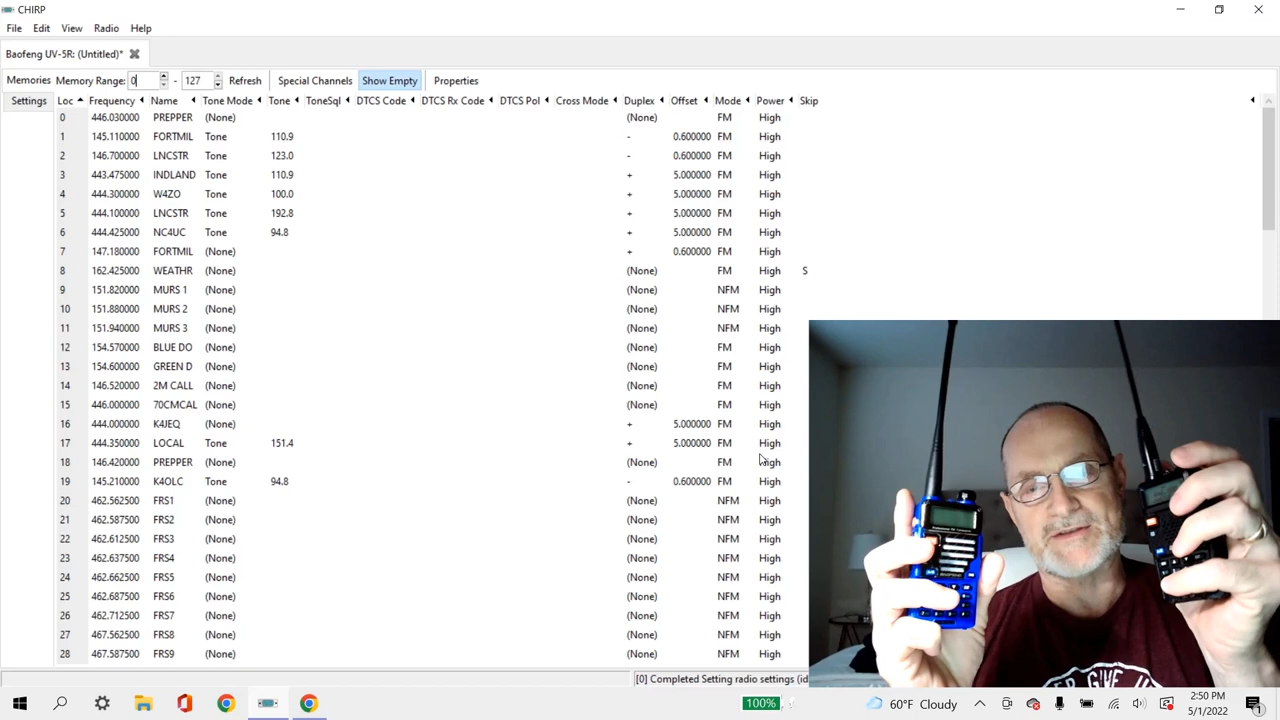 CHIRP
File Edit View Radio Help
Baofeng UV-5R: (Untitled)*
Memories Memory Range: 0 - 127 Refresh Special Channels Show Empty Properties
Settings Loc Frequency Name Tone Mode Tone ToneSql DTCS Code DTCS Rx Code DTCS Pol Cross Mode Duplex Offset Mode Power Skip
0 446.030000 PREPPER (None) (None) FM High
1 145.110000 FORTMIL Tone 110.9 - 0.600000 FM High
2 146.700000 LNCSTR Tone 123.0 - 0.600000 FM High
3 443.475000 INDLAND Tone 110.9 + 5.000000 FM High
4 444.300000 W4ZO Tone 100.0 + 5.000000 FM High
5 444.100000 LNCSTR Tone 192.8 + 5.000000 FM High
6 444.425000 NC4UC Tone 94.8 + 5.000000 FM High
7 147.180000 FORTMIL (None) + 0.600000 FM High
8 162.425000 WEATHR (None) (None) FM High S
9 151.820000 MURS 1 (None) (None) NFM High
10 151.880000 MURS 2 (None) (None) NFM High
11 151.940000 MURS 3 (None) (None) NFM High
12 154.570000 BLUE DO (None) (None) FM High
13 154.600000 GREEN D (None) (None) FM High
14 146.520000 2M CALL (None) (None) FM High
15 446.000000 70CMCAL (None) (None) FM High
16 444.000000 K4JEQ (None) + 5.000000 FM High
17 444.350000 LOCAL Tone 151.4 + 5.000000 FM High
18 146.420000 PREPPER (None) (None) FM High
19 145.210000 K4OLC Tone 94.8 - 0.600000 FM High
20 462.562500 FRS1 (None) (None) NFM High
21 462.587500 FRS2 (None) (None) NFM High
22 462.612500 FRS3 (None) (None) NFM High
23 462.637500 FRS4 (None) (None) NFM High
24 462.662500 FRS5 (None) (None) NFM High
25 462.687500 FRS6 (None) (None) NFM High
26 462.712500 FRS7 (None) (None) NFM High
27 467.562500 FRS8 (None) (None) NFM High
28 467.587500 FRS9 (None) (None) NFM High
[0] Completed Setting radio settings (id
100% 60°F Cloudy 2:50 PM
5/1/2022
1